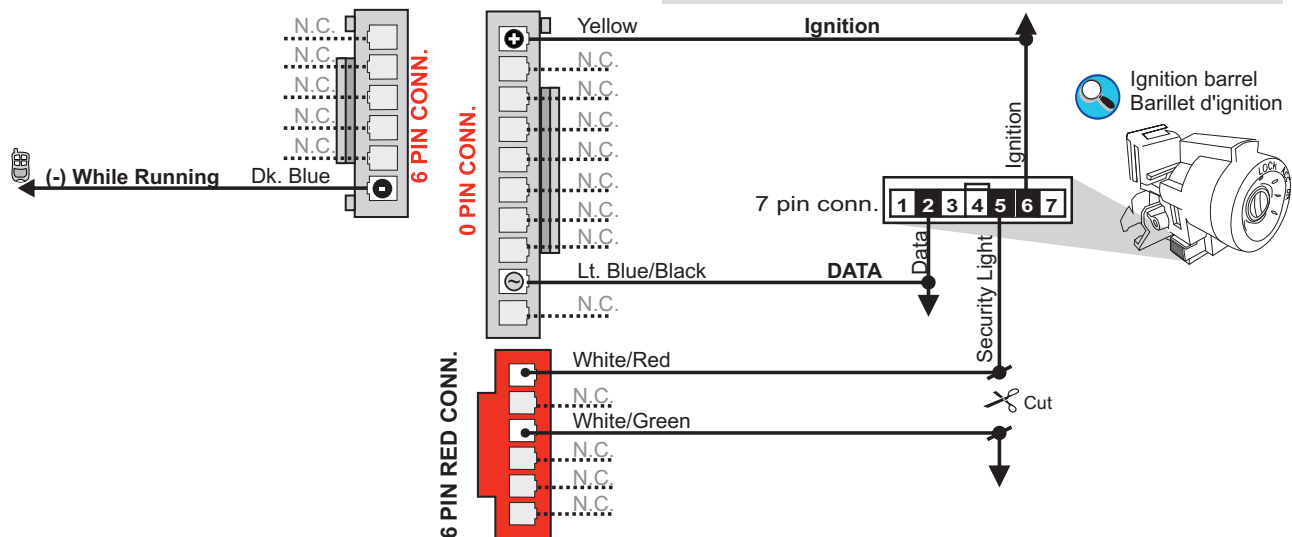 N.C.
N.C.
N.C.
N.C.
N.C.
6 PIN CONN.
(-) While Running
Dk. Blue
0 PIN CONN.
Yellow
Ignition
N.C.
N.C.
N.C.
N.C.
N.C.
N.C.
N.C.
Lt. Blue/Black
DATA
N.C.
Ignition
7 pin conn.
1 2 3 4 5 6 7
Data
Security Light
Ignition barrel
Barillet d'ignition
LOCK
6 PIN RED CONN.
White/Red
N.C.
White/Green
N.C.
N.C.
N.C.
Cut